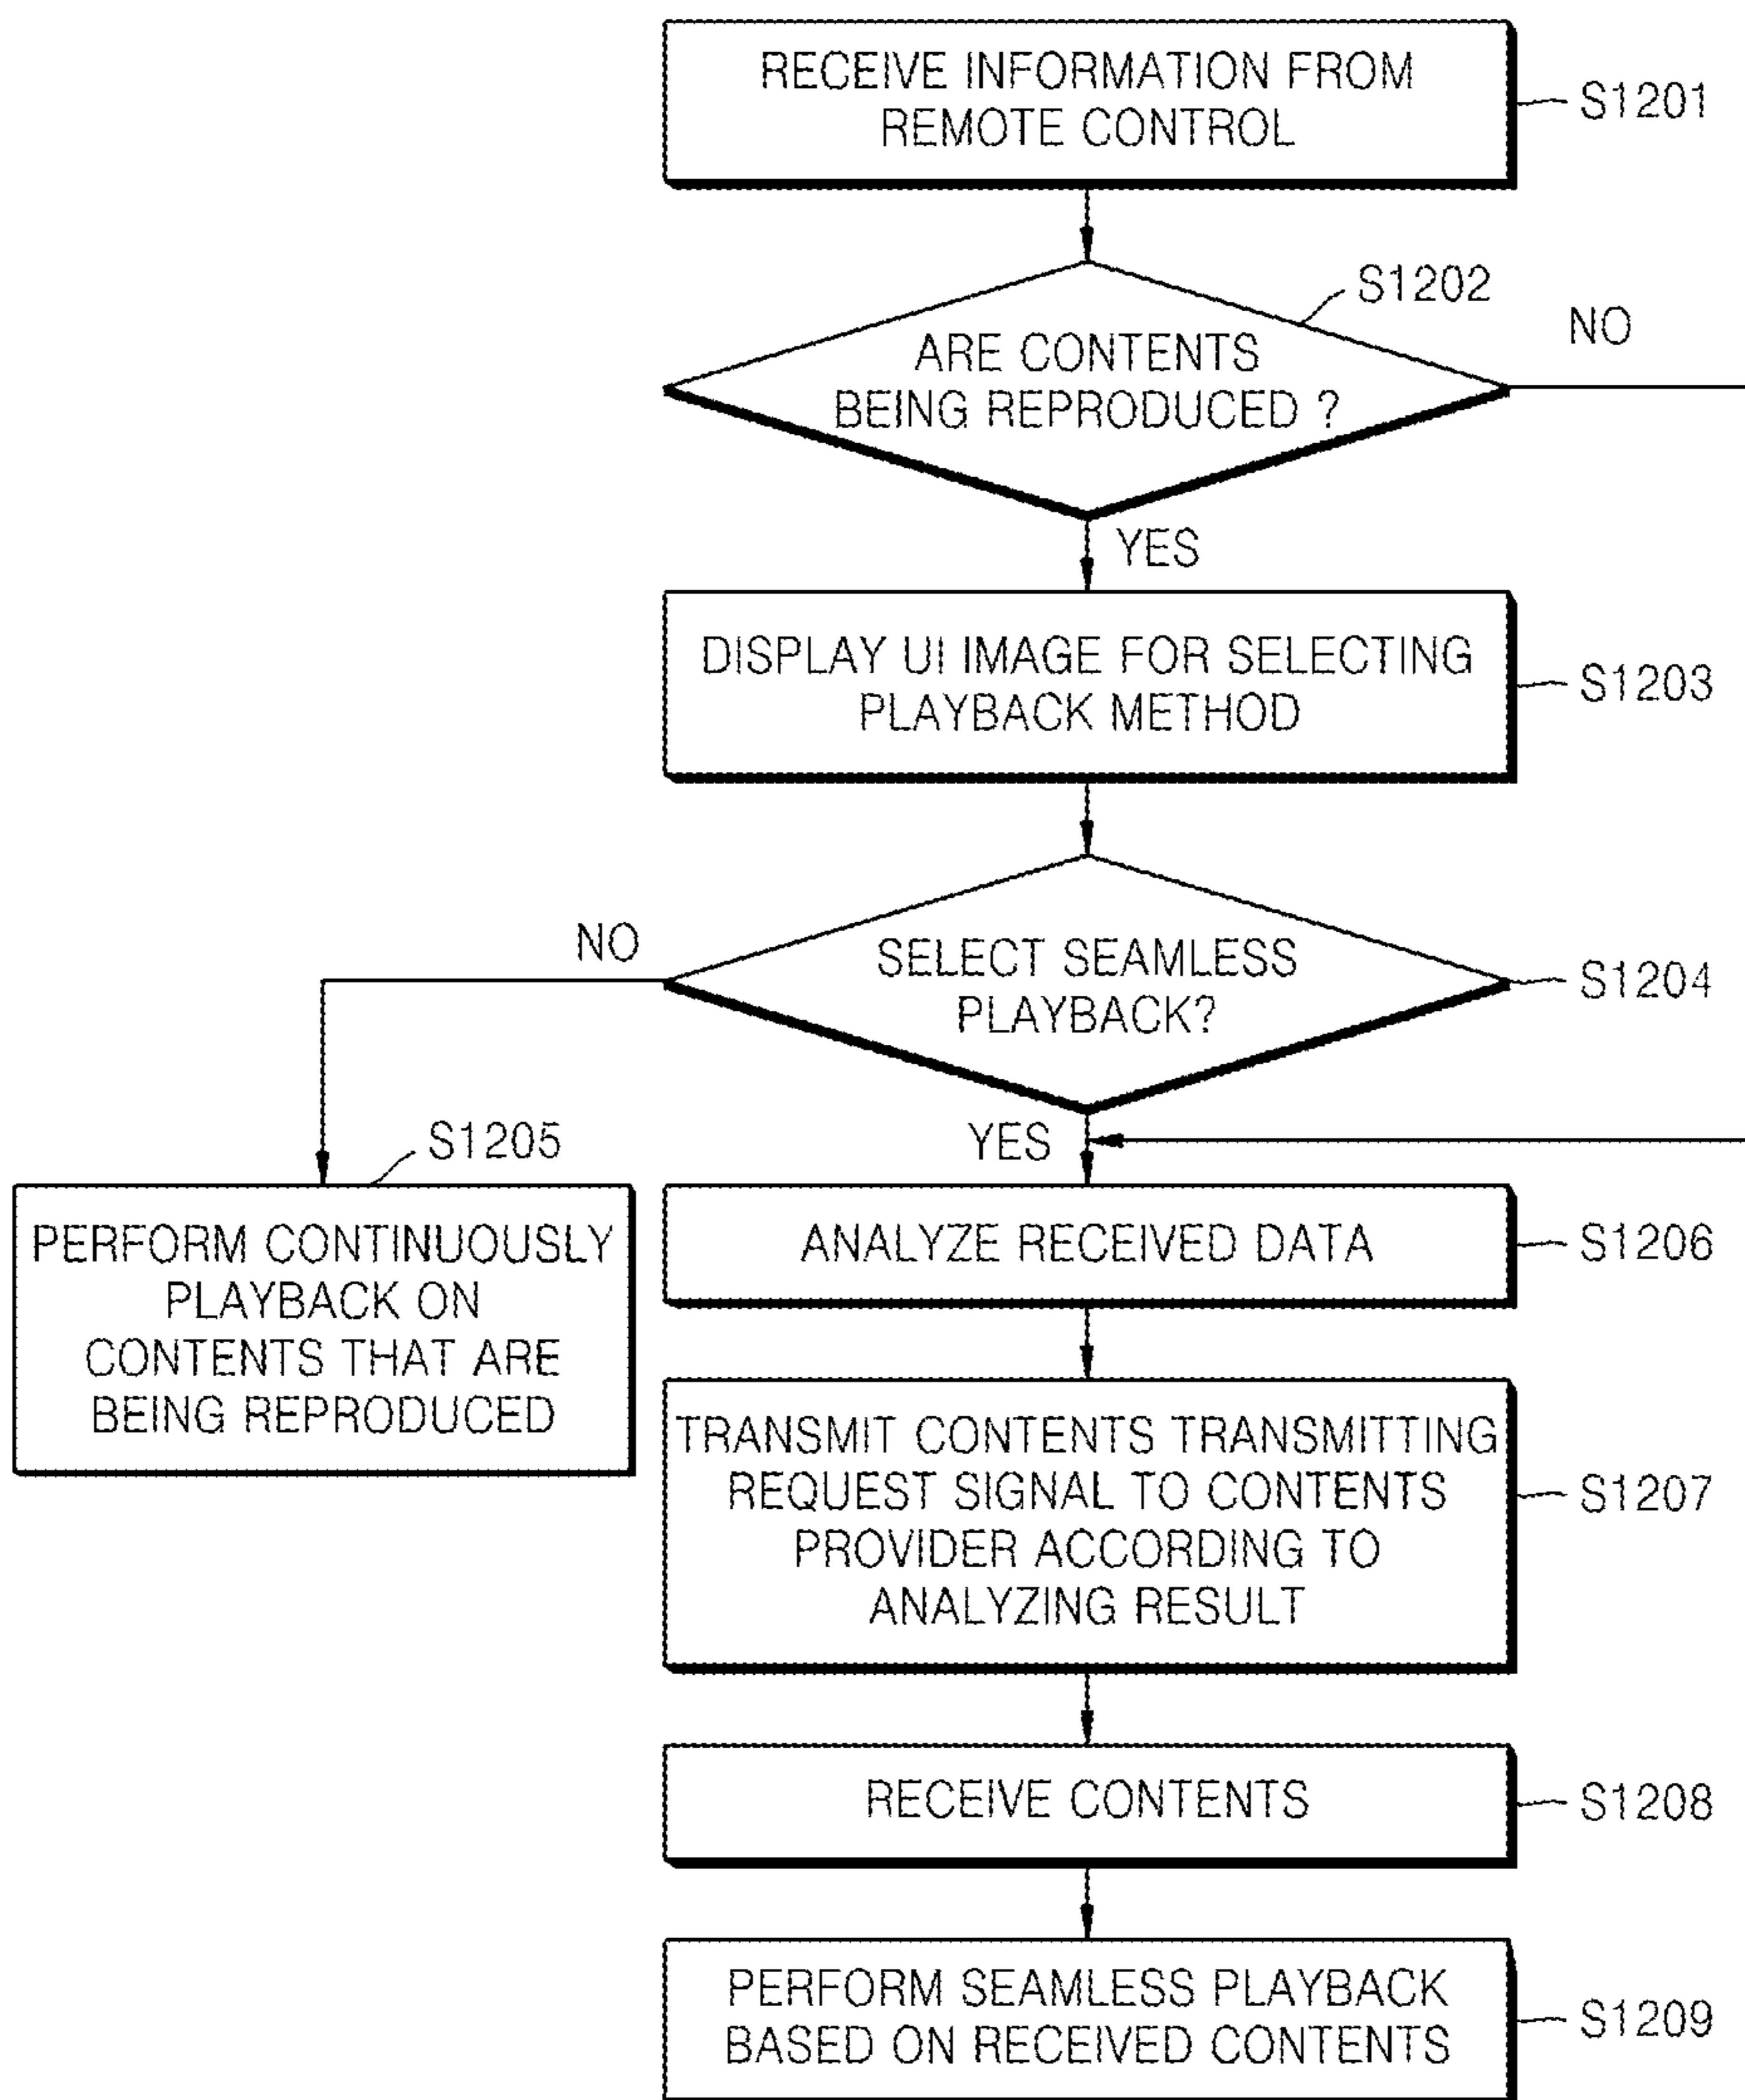 RECEIVE INFORMATION FROM
REMOTE CONTROL
S1201
S1202
NO
ARE CONTENTS
BEING REPRODUCED ?
YES
DISPLAY UI IMAGE FOR SELECTING
PLAYBACK METHOD
S1203
NO
SELECT SEAMLESS
PLAYBACK?
S1204
YES
S1205
PERFORM CONTINUOUSLY
PLAYBACK ON
CONTENTS THAT ARE
BEING REPRODUCED
ANALYZE RECEIVED DATA
S1206
TRANSMIT CONTENTS TRANSMITTING
REQUEST SIGNAL TO CONTENTS
PROVIDER ACCORDING TO
ANALYZING RESULT
S1207
RECEIVE CONTENTS
S1208
PERFORM SEAMLESS PLAYBACK
BASED ON RECEIVED CONTENTS
S1209